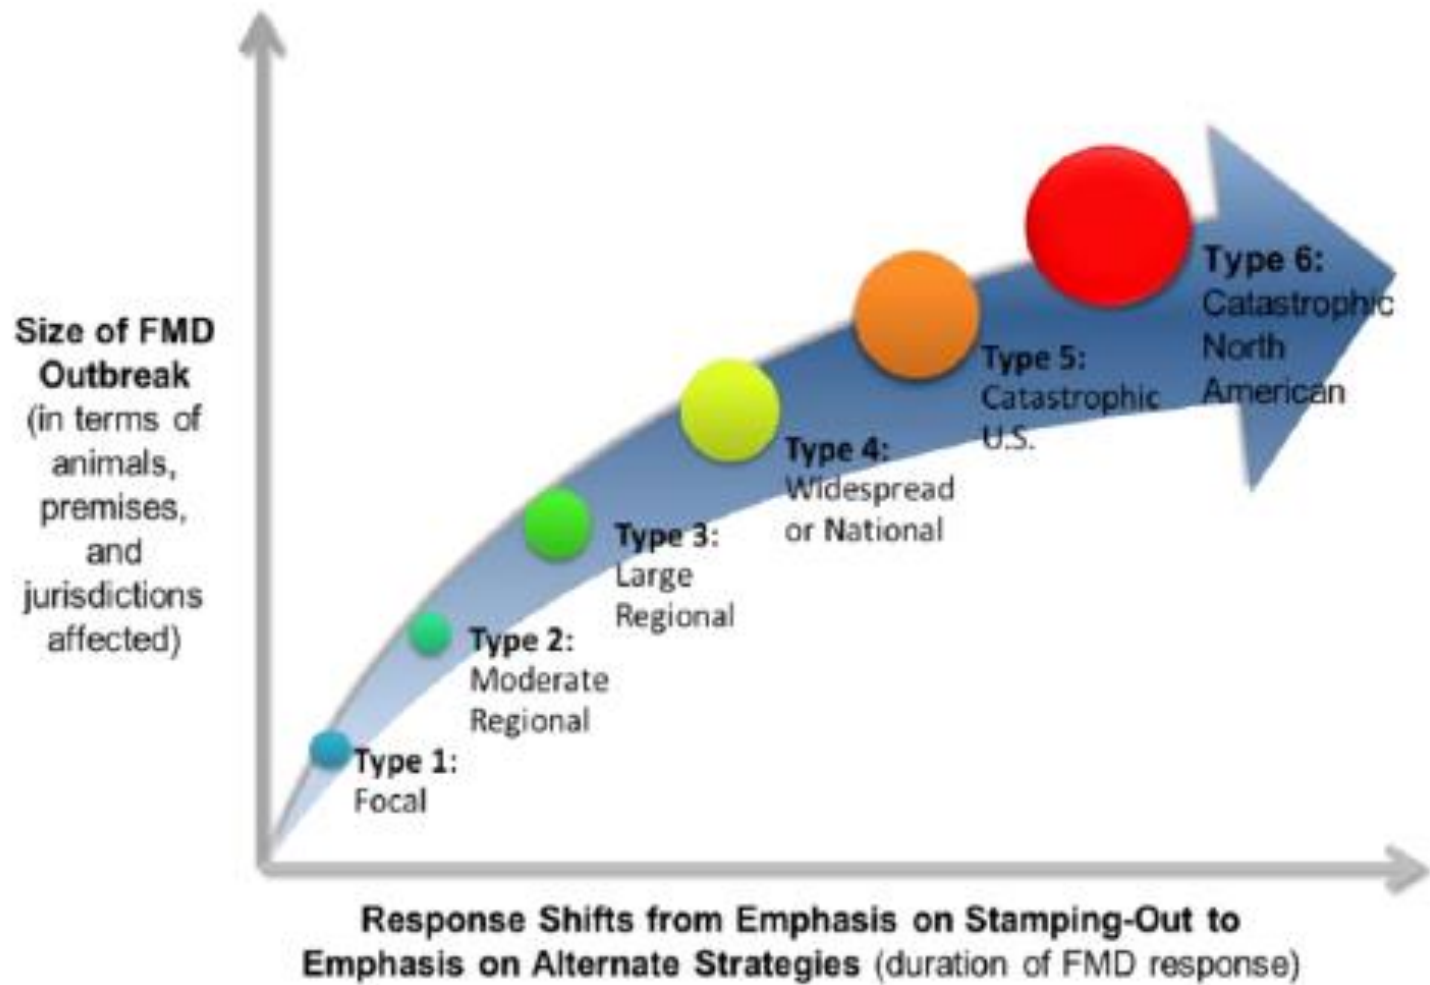 Size of FMD
Outbreak
(in terms of
animals,
premises,
and
jurisdictions
affected)
Type 1:
Focal
Type 2:
Moderate
Regional
Type 3:
Large
Regional
Type 4:
Widespread
or National
Type 5:
Catastrophic
U.S.
Type 6:
Catastrophic
North
American
Response Shifts from Emphasis on Stamping-Out to
Emphasis on Alternate Strategies (duration of FMD response)